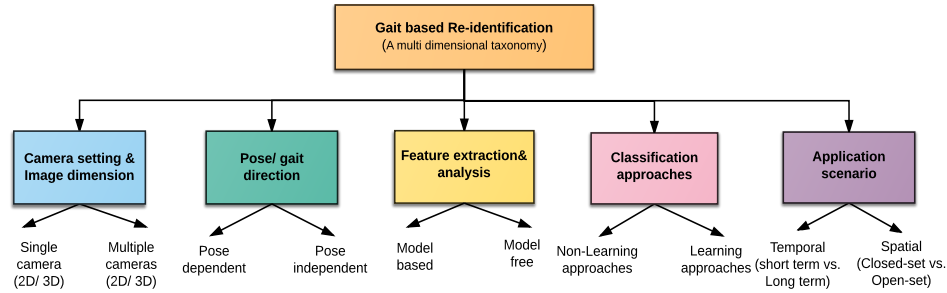 Gait based Re-identification
(A multi dimensional taxonomy)
Camera setting &
Image dimension
Pose/ gait
direction
Feature extraction&
analysis
Classification
approaches
Application
scenario
Single
camera
(2D/ 3D)
Multiple
cameras
(2D/ 3D)
Pose
dependent
Pose
independent
Model
based
Model
free
Non-Learning
approaches
Learning
approaches
Temporal
(short term vs.
Long term)
Spatial
(Closed-set vs.
Open-set)